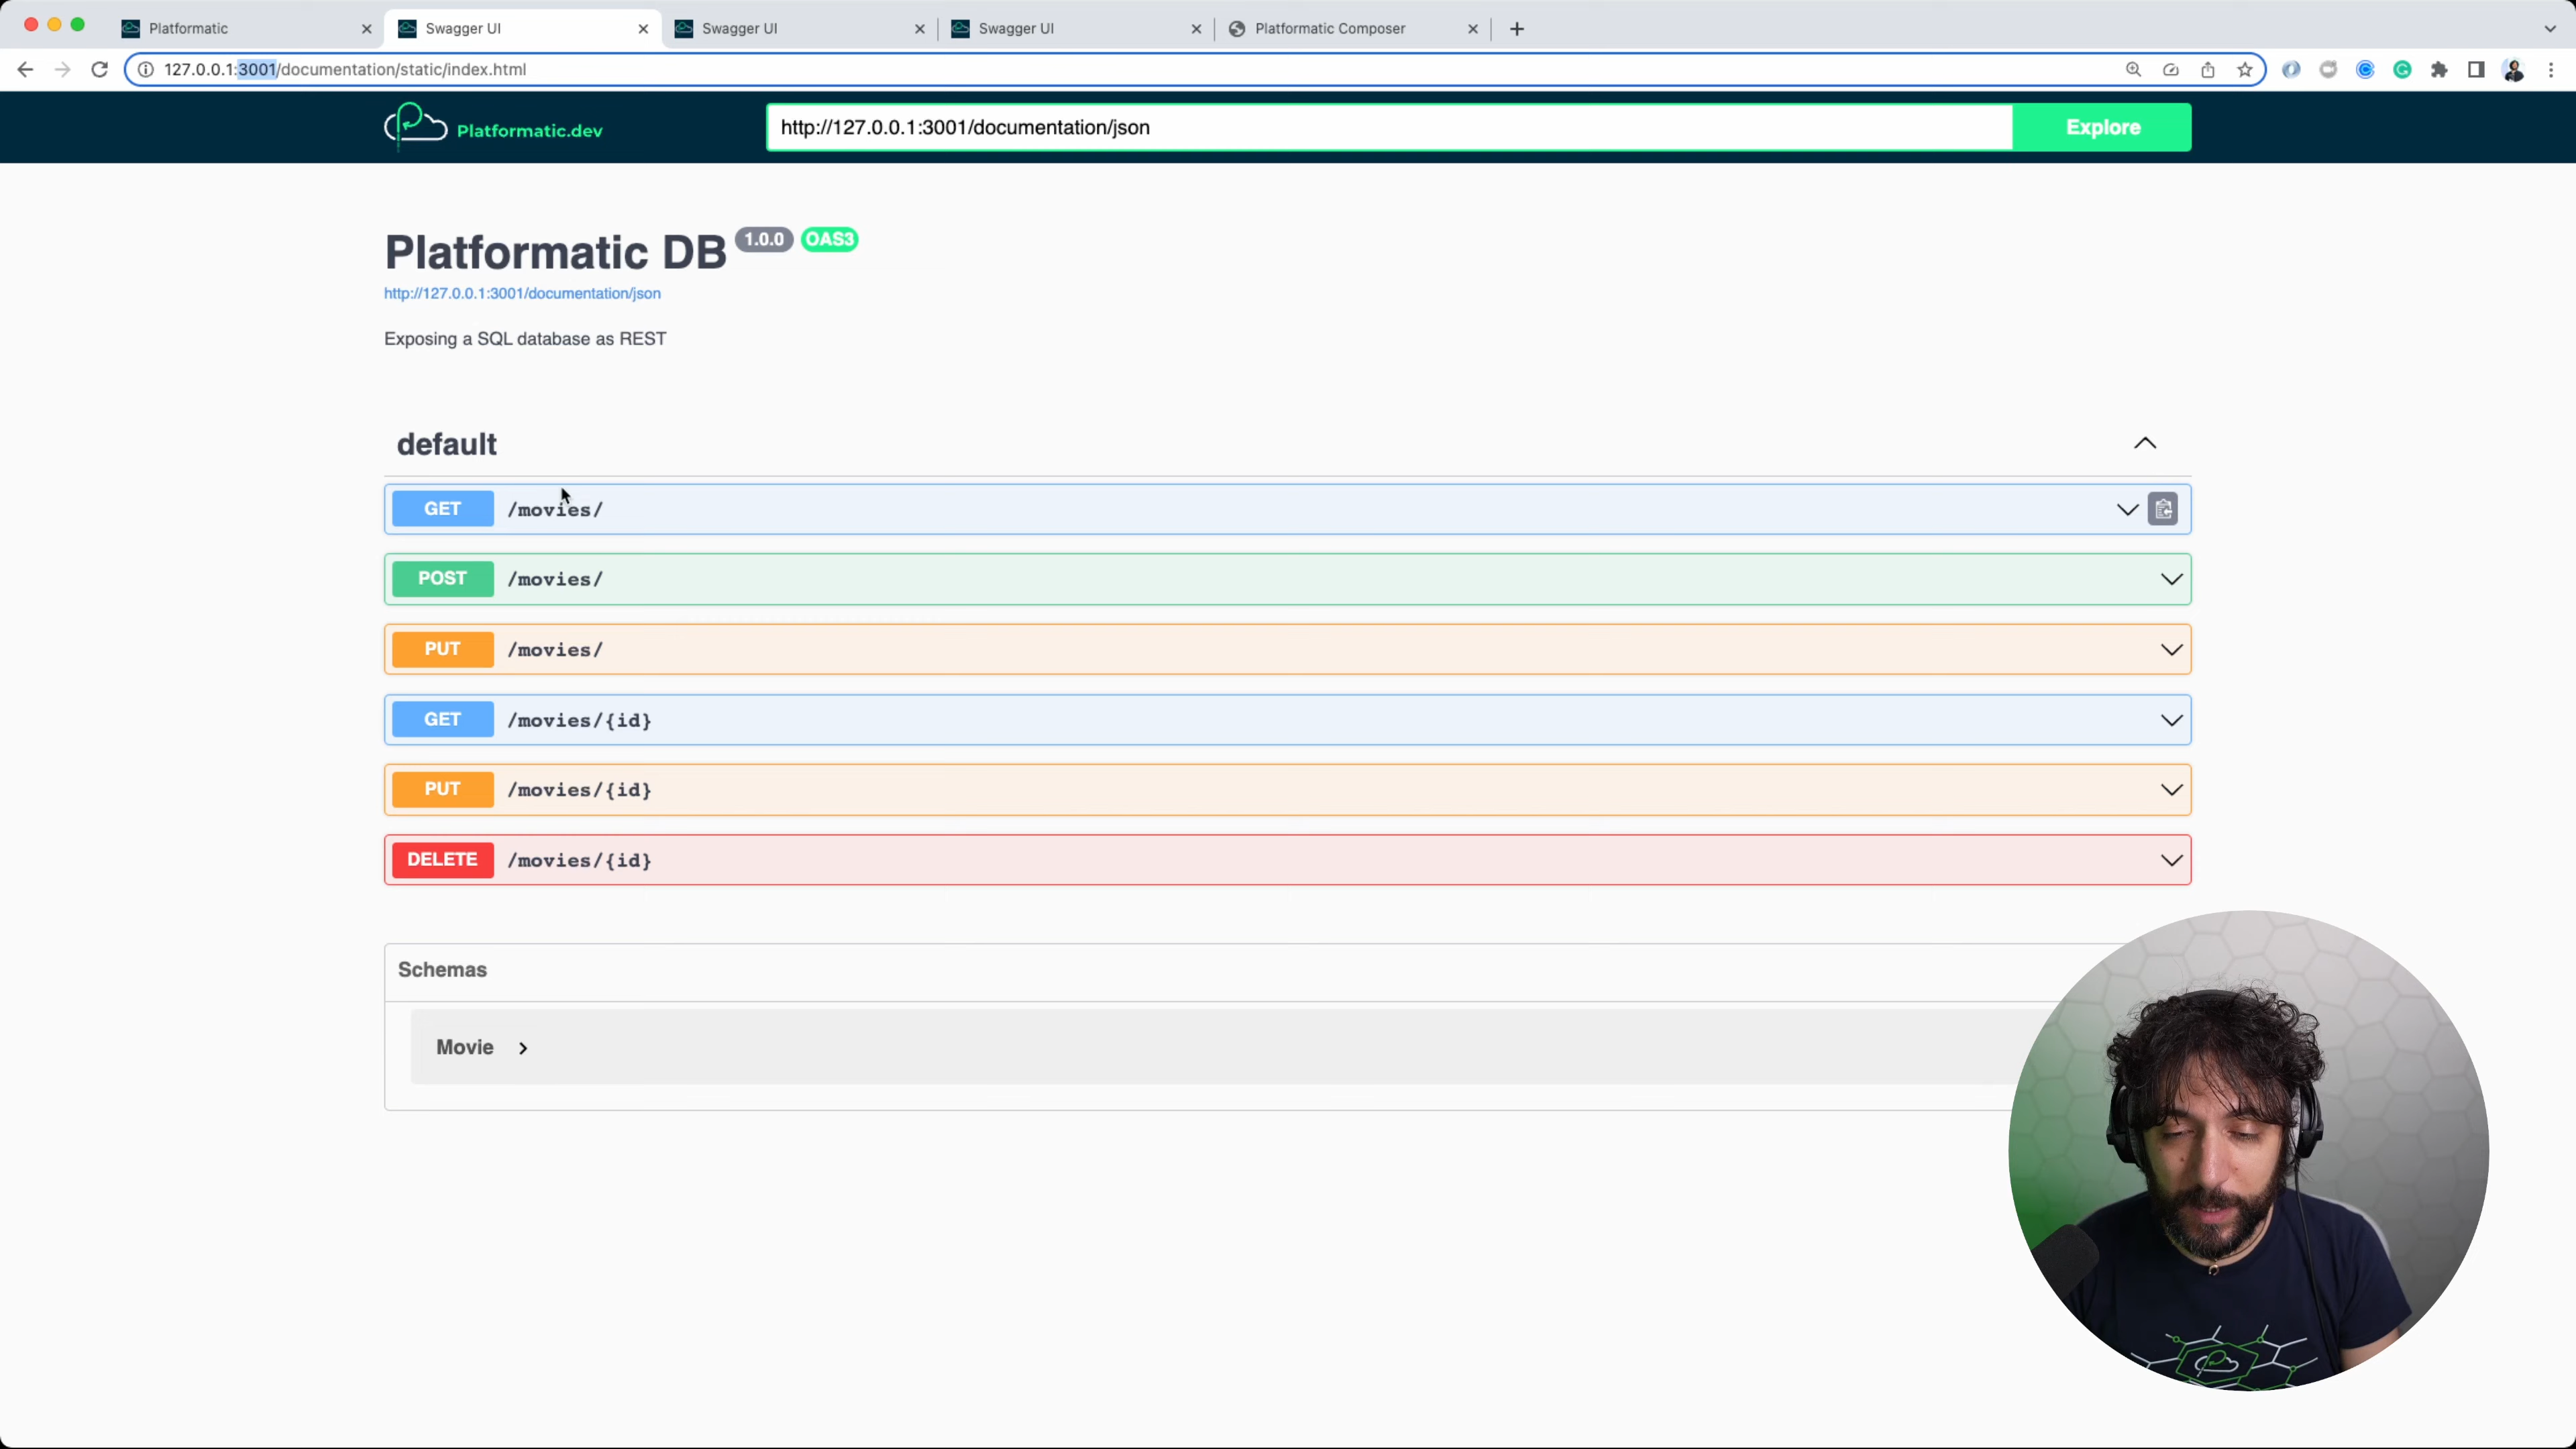 Platformatic
Swagger UI
Swagger UI
Swagger UI
Platformatic Composer
127.0.0.1:3001/documentation/static/index.html
Platformatic.dev
http://127.0.0.1:3001/documentation/json
Explore
Platformatic DB 1.0.0 OAS3
http://127.0.0.1:3001/documentation/json
Exposing a SQL database as REST
default
GET /movies/
POST /movies/
PUT /movies/
GET /movies/{id}
PUT /movies/{id}
DELETE /movies/{id}
Schemas
Movie